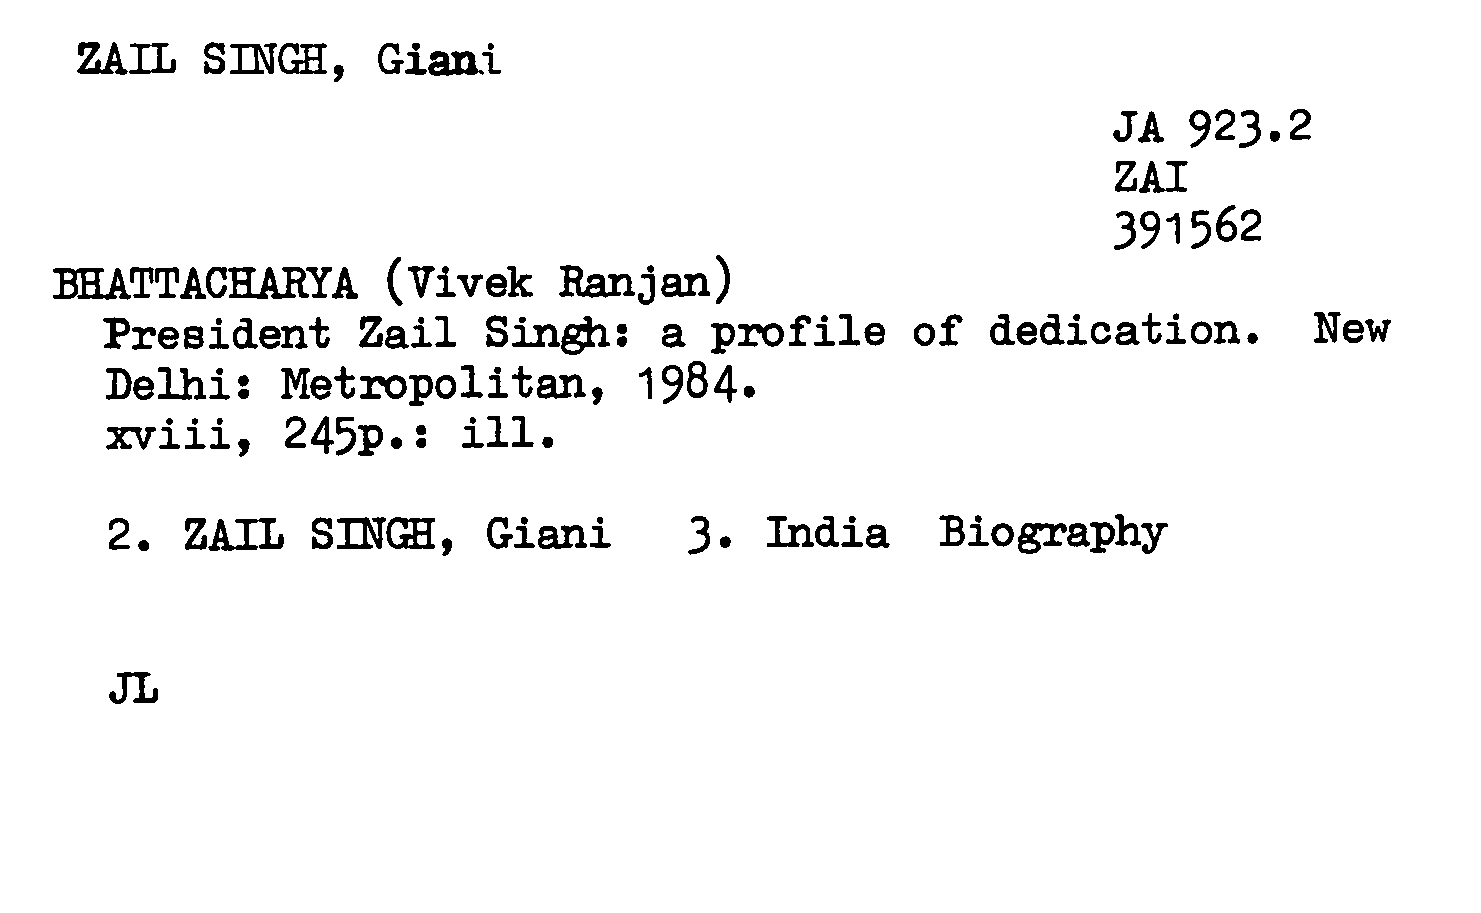 ZAIL SINGH, Giani
JA 923.2
ZAI
391562
BHATTACHARYA (Vivek Ranjan)
President Zail Singh: a profile of dedication. New
Delhi: Metropolitan, 1984.
xviii, 245p.: ill.
2. ZAIL SINGH, Giani 3. India Biography
JL